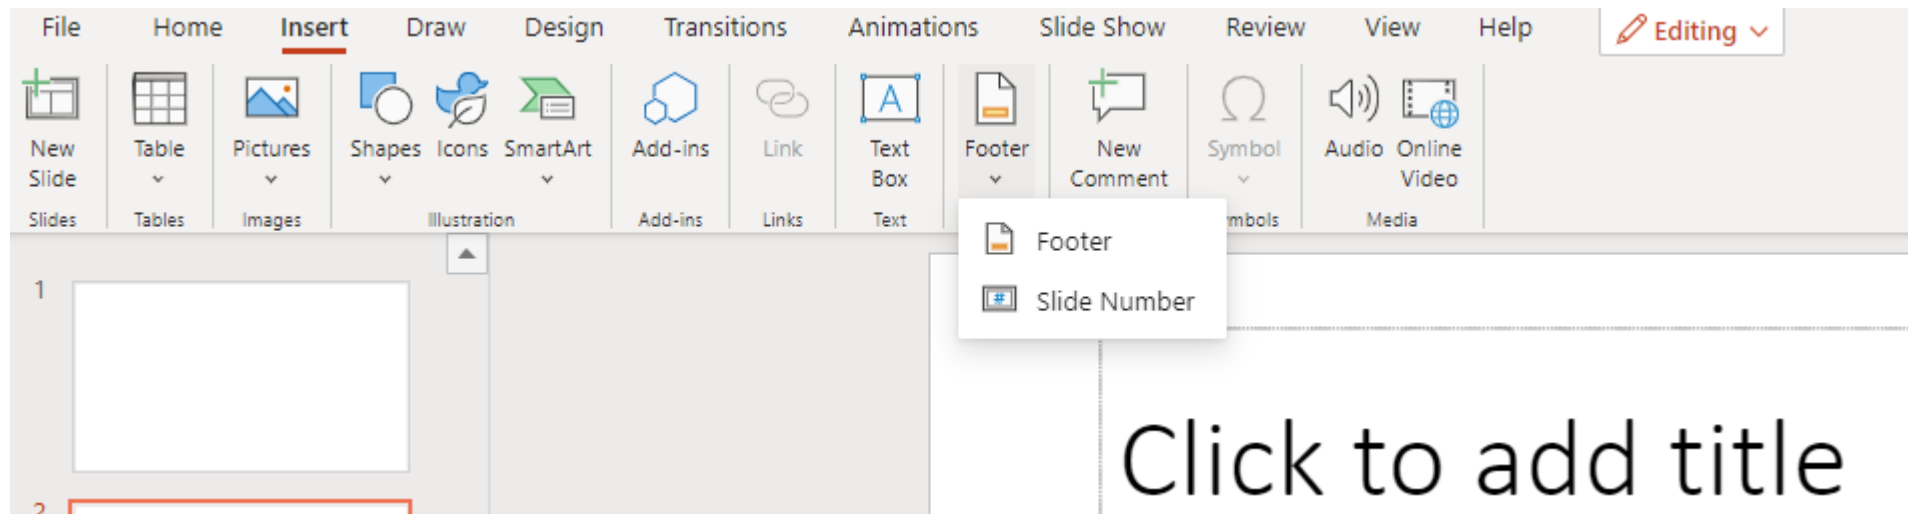 File Home Insert Draw Design Transitions Animations Slide Show Review View Help Editing
New Slide
Table
Pictures
Shapes
Icons
SmartArt
Add-ins
Link
Text Box
A
Footer
New Comment
Symbol
Audio
Online Video
Slides Tables Images Illustration Add-ins Links Text mbols Media
Footer
# Slide Number
1
Click to add title
2